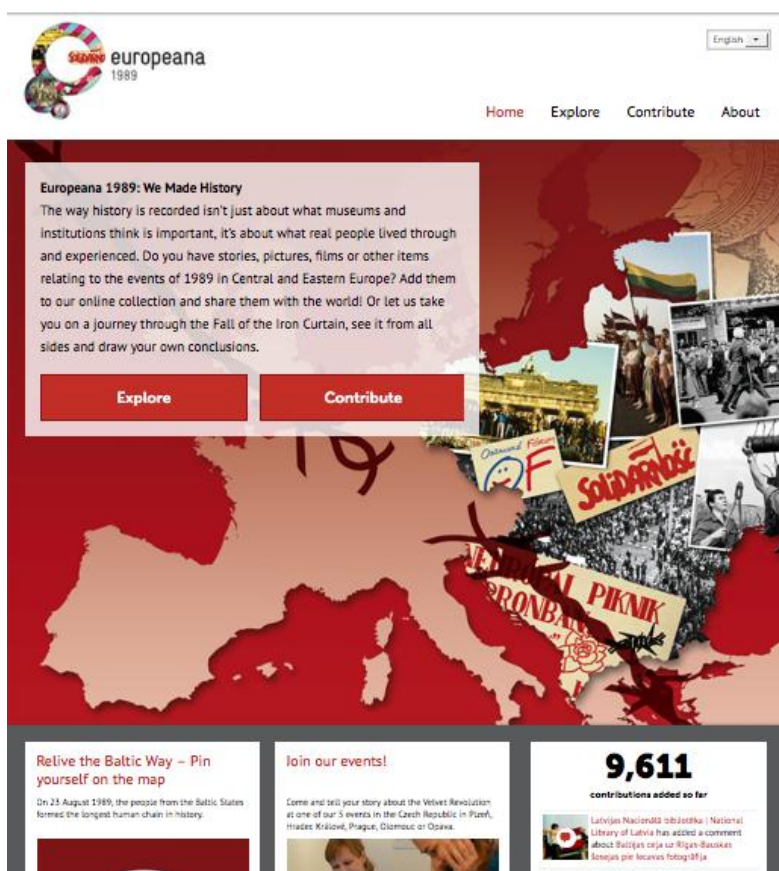 SOLIDARNOŚĆ
europeana
1989
English
Home Explore Contribute About
Europeana 1989: We Made History
The way history is recorded isn't just about what museums and
institutions think is important, it's about what real people lived through
and experienced. Do you have stories, pictures, films or other items
relating to the events of 1989 in Central and Eastern Europe? Add them
to our online collection and share them with the world! Or let us take
you on a journey through the Fall of the Iron Curtain, see it from all
sides and draw your own conclusions.
Explore Contribute
Fórum
OF
SOLIDARNOŚĆ
PIKNIK
Relive the Baltic Way – Pin
yourself on the map
On 23 August 1989, the people from the Baltic States
formed the longest human chain in history.
Join our events!
Come and tell your story about the Velvet Revolution
at one of our 5 events in the Czech Republic in Plzeň,
Hradec Králové, Prague, Olomouc or Opava.
9,611
contributions added so far
Latvijas Nacionālā bibliotēka | National
Library of Latvia has added a comment
about Baltijas ceļa uz Rīgas-Bauskas
šosejas pie Iecavas fotogrāfija